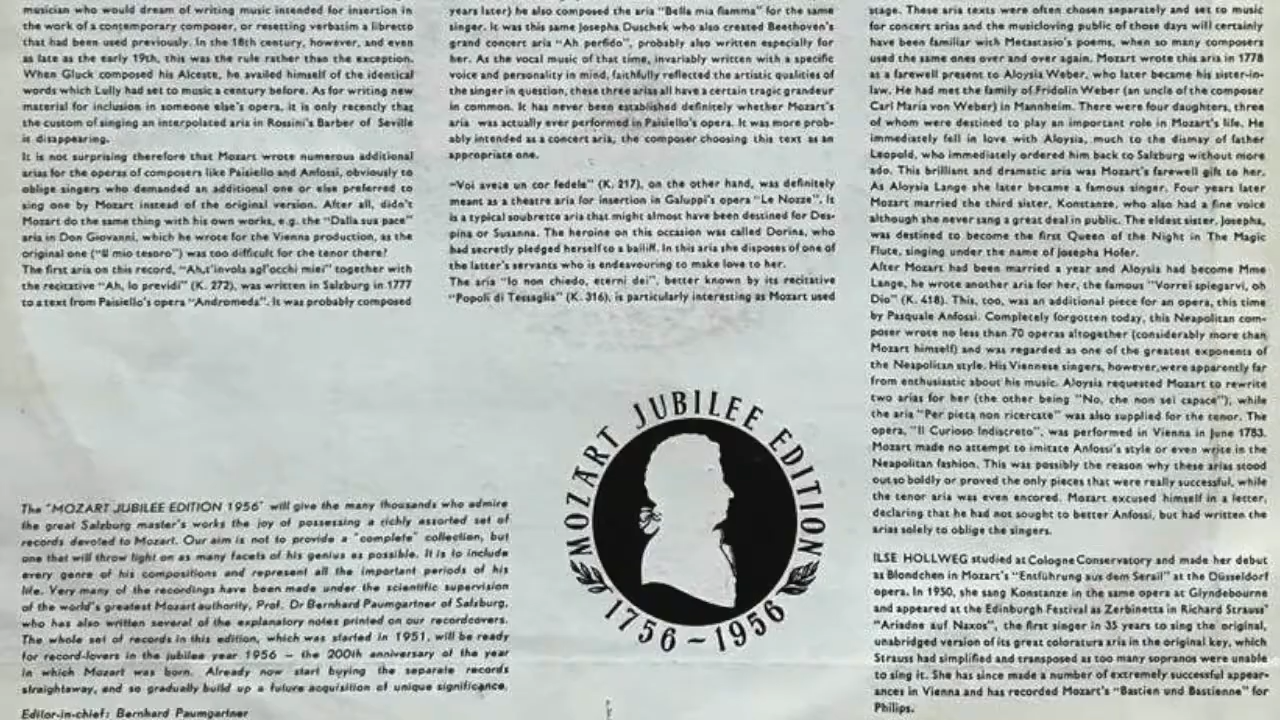 musician who would dream of writing music intended for insertion in
the work of a contemporary composer, or resetting verbatim a libretto
that had been used previously. In the 18th century, however, and even
as late as the early 19th, this was the rule rather than the exception.
When Gluck composed his Alceste, he availed himself of the identical
words which Lully had set to music a century before. As for writing new
material for inclusion in someone else's opera, it is only recently that
the custom of singing an interpolated aria in Rossini's Barber of Seville
is disappearing.
It is not surprising therefore that Mozart wrote numerous additional
arias for the operas of composers like Paisiello and Anfossi, obviously to
oblige singers who demanded an additional one or else preferred to
sing one by Mozart instead of the original version. After all, didn't
Mozart do the same thing with his own works, e.g. the "Dalla sua pace"
aria in Don Giovanni, which he wrote for the Vienna production, as the
original one ("Il mio tesoro") was too difficult for the tenor there?
The first aria on this record, "Ah,t'invola agl'occhi miei" together with
the recitative "Ah, lo previdi" (K. 272), was written in Salzburg in 1777
to a text from Paisiello's opera "Andromeda". It was probably composed
years later) he also composed the aria "Bella mia fiamma" for the same
singer. It was this same Josepha Duschek who also created Beethoven's
grand concert aria "Ah perfido", probably also written especially for
her. As the vocal music of that time, invariably written with a specific
voice and personality in mind, faithfully reflected the artistic qualities of
the singer in question, these three arias all have a certain tragic grandeur
in common. It has never been established definitely whether Mozart's
aria was actually ever performed in Paisiello's opera. It was more prob-
ably intended as a concert aria, the composer choosing this text as an
appropriate one.
"Voi avete un cor fedele" (K. 217), on the other hand, was definitely
meant as a theatre aria for insertion in Galuppi's opera "Le Nozze". It
is a typical soubrette aria that might almost have been destined for Des-
pina or Susanna. The heroine on this occasion was called Dorina, who
had secretly pledged herself to a bailiff. In this aria she disposes of one of
the latter's servants who is endeavouring to make love to her.
The aria "Io non chiedo, eterni dei", better known by its recitative
"Popoli di Tessaglia" (K. 316), is particularly interesting as Mozart used
stage. These aria texts were often chosen separately and set to music
for concert arias and the musicloving public of those days will certainly
have been familiar with Metastasio's poems, when so many composers
used the same ones over and over again. Mozart wrote this aria in 1778
as a farewell present to Aloysia Weber, who later became his sister-in-
law. He had met the family of Fridolin Weber (an uncle of the composer
Carl Maria von Weber) in Mannheim. There were four daughters, three
of whom were destined to play an important role in Mozart's life. He
immediately fell in love with Aloysia, much to the dismay of father
Leopold, who immediately ordered him back to Salzburg without more
ado. This brilliant and dramatic aria was Mozart's farewell gift to her.
As Aloysia Lange she later became a famous singer. Four years later
Mozart married the third sister, Konstanze, who also had a fine voice
although she never sang a great deal in public. The eldest sister, Josepha,
was destined to become the first Queen of the Night in The Magic
Flute, singing under the name of Josepha Hofer.
After Mozart had been married a year and Aloysia had become Mme
Lange, he wrote another aria for her, the famous "Vorrei spiegarvi, oh
Dio" (K. 418). This, too, was an additional piece for an opera, this time
by Pasquale Anfossi. Completely forgotten today, this Neapolitan com-
poser wrote no less than 70 operas altogether (considerably more than
Mozart himself) and was regarded as one of the greatest exponents of
the Neapolitan style. His Viennese singers, however,were apparently far
from enthusiastic about his music. Aloysia requested Mozart to rewrite
two arias for her (the other being "No, che non sei capace"), while
the aria "Per pieta non ricercate" was also supplied for the tenor. The
opera, "Il Curioso Indiscreto", was performed in Vienna in June 1783.
Mozart made no attempt to imitate Anfossi's style or even write in the
Neapolitan fashion. This was possibly the reason why these arias stood
out so boldly or proved the only pieces that were really successful, while
the tenor aria was even encored. Mozart excused himself in a letter,
declaring that he had not sought to better Anfossi, but had written the
arias solely to oblige the singers.
ILSE HOLLWEG studied at Cologne Conservatory and made her debut
as Blondchen in Mozart's "Entführung aus dem Serail" at the Düsseldorf
opera. In 1950, she sang Konstanze in the same opera at Glyndebourne
and appeared at the Edinburgh Festival as Zerbinetta in Richard Strauss'
"Ariadne auf Naxos", the first singer in 35 years to sing the original,
unabridged version of its great coloratura aria in the original key, which
Strauss had simplified and transposed as too many sopranos were unable
to sing it. She has since made a number of extremely successful appear-
ances in Vienna and has recorded Mozart's "Bastien und Bastienne" for
Philips.
The "MOZART JUBILEE EDITION 1956" will give the many thousands who admire
the great Salzburg master's works the joy of possessing a richly assorted set of
records devoted to Mozart. Our aim is not to provide a "complete" collection, but
one that will throw light on as many facets of his genius as possible. It is to include
every genre of his compositions and represent all the important periods of his
life. Very many of the recordings have been made under the scientific supervision
of the world's greatest Mozart authority, Prof. Dr Bernhard Paumgartner of Salzburg,
who has also written several of the explanatory notes printed on our recordcovers.
The whole set of records in this edition, which was started in 1951, will be ready
for record-lovers in the jubilee year 1956 – the 200th anniversary of the year
in which Mozart was born. Already now start buying the separate records
straightaway, and so gradually build up a future acquisition of unique significance.
Editor-in-chief: Bernhard Paumgartner
MOZART JUBILEE EDITION
1756 – 1956